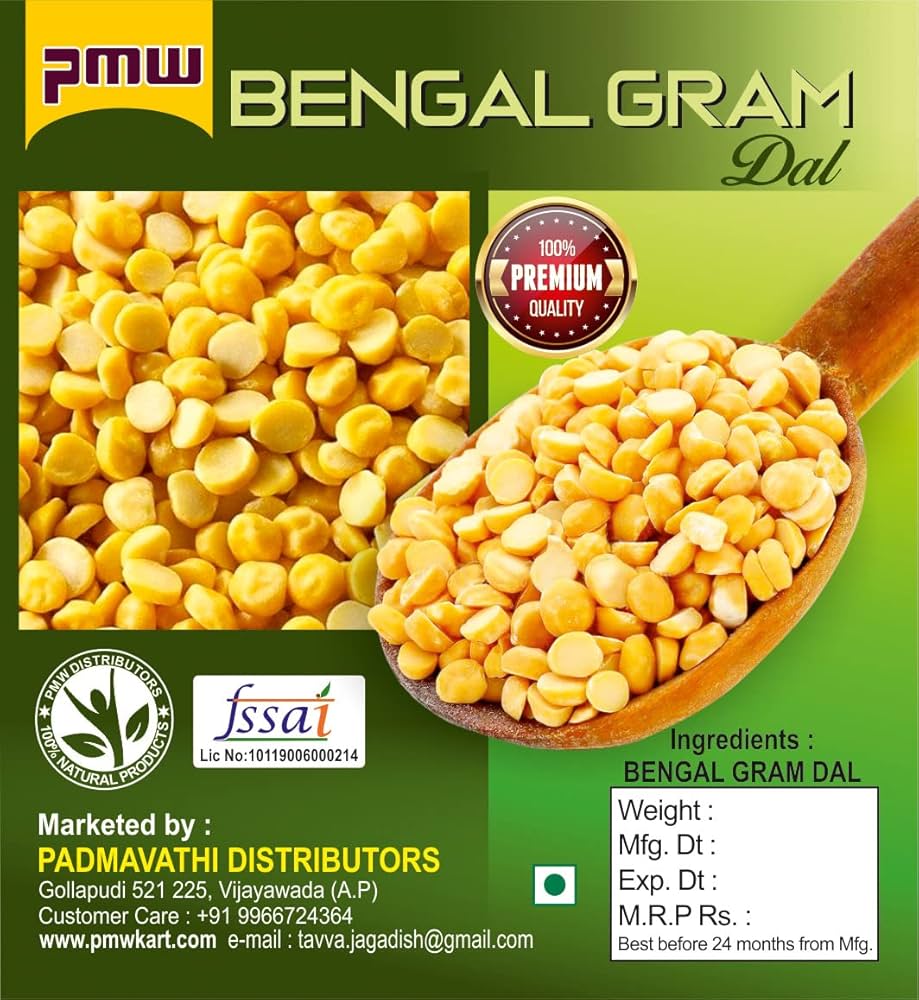 pmw
BENGAL GRAM
Dal
100%
PREMIUM
QUALITY
PMW DISTRIBUTORS
100% NATURAL PRODUCTS
fssai
Lic No:10119006000214
Ingredients :
BENGAL GRAM DAL
Weight :
Mfg. Dt :
Exp. Dt :
M.R.P Rs. :
Best before 24 months from Mfg.
Marketed by :
PADMAVATHI DISTRIBUTORS
Gollapudi 521 225, Vijayawada (A.P)
Customer Care : +91 9966724364
www.pmwkart.com e-mail : tavva.jagadish@gmail.com